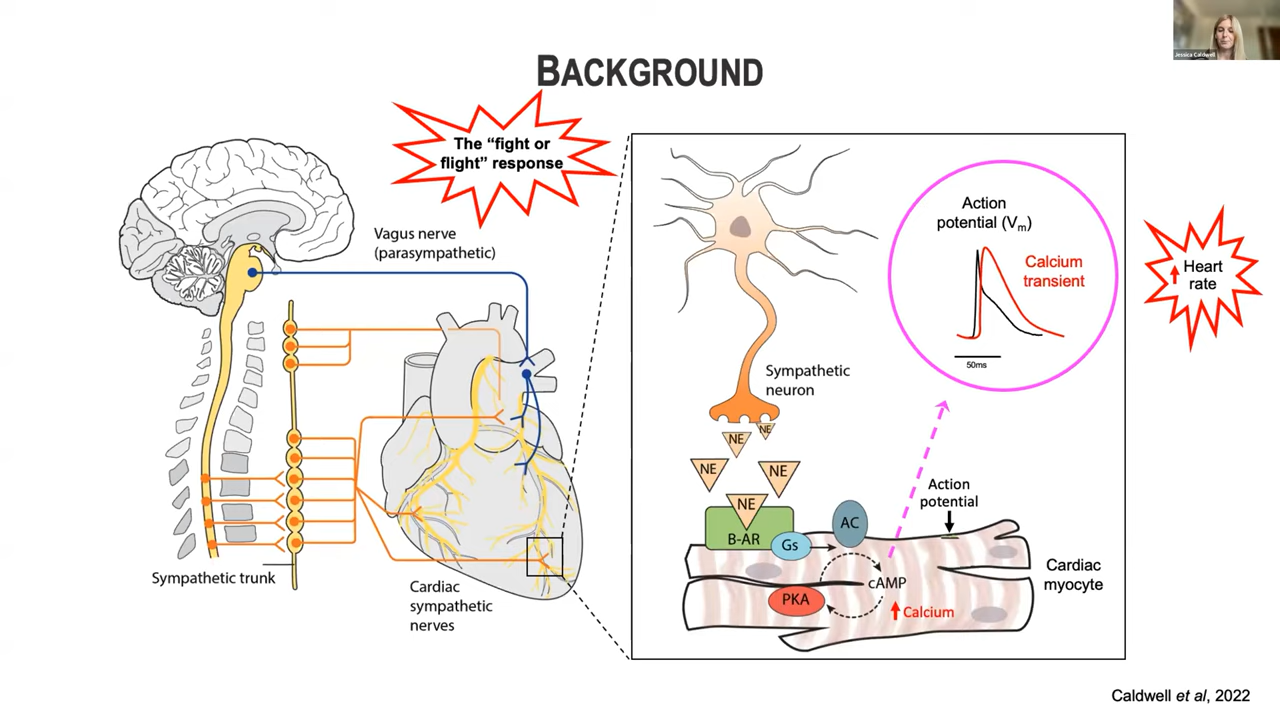 Jessica Caldwell
BACKGROUND
The "fight or
flight" response
Vagus nerve
(parasympathetic)
Sympathetic trunk
Cardiac
sympathetic
nerves
Action
potential (Vm)
Calcium
transient
50ms
Heart
rate
Sympathetic
neuron
NE
NE
NE
NE
NE
B-AR
Gs
AC
cAMP
PKA
Calcium
Action
potential
Cardiac
myocyte
Caldwell et al, 2022